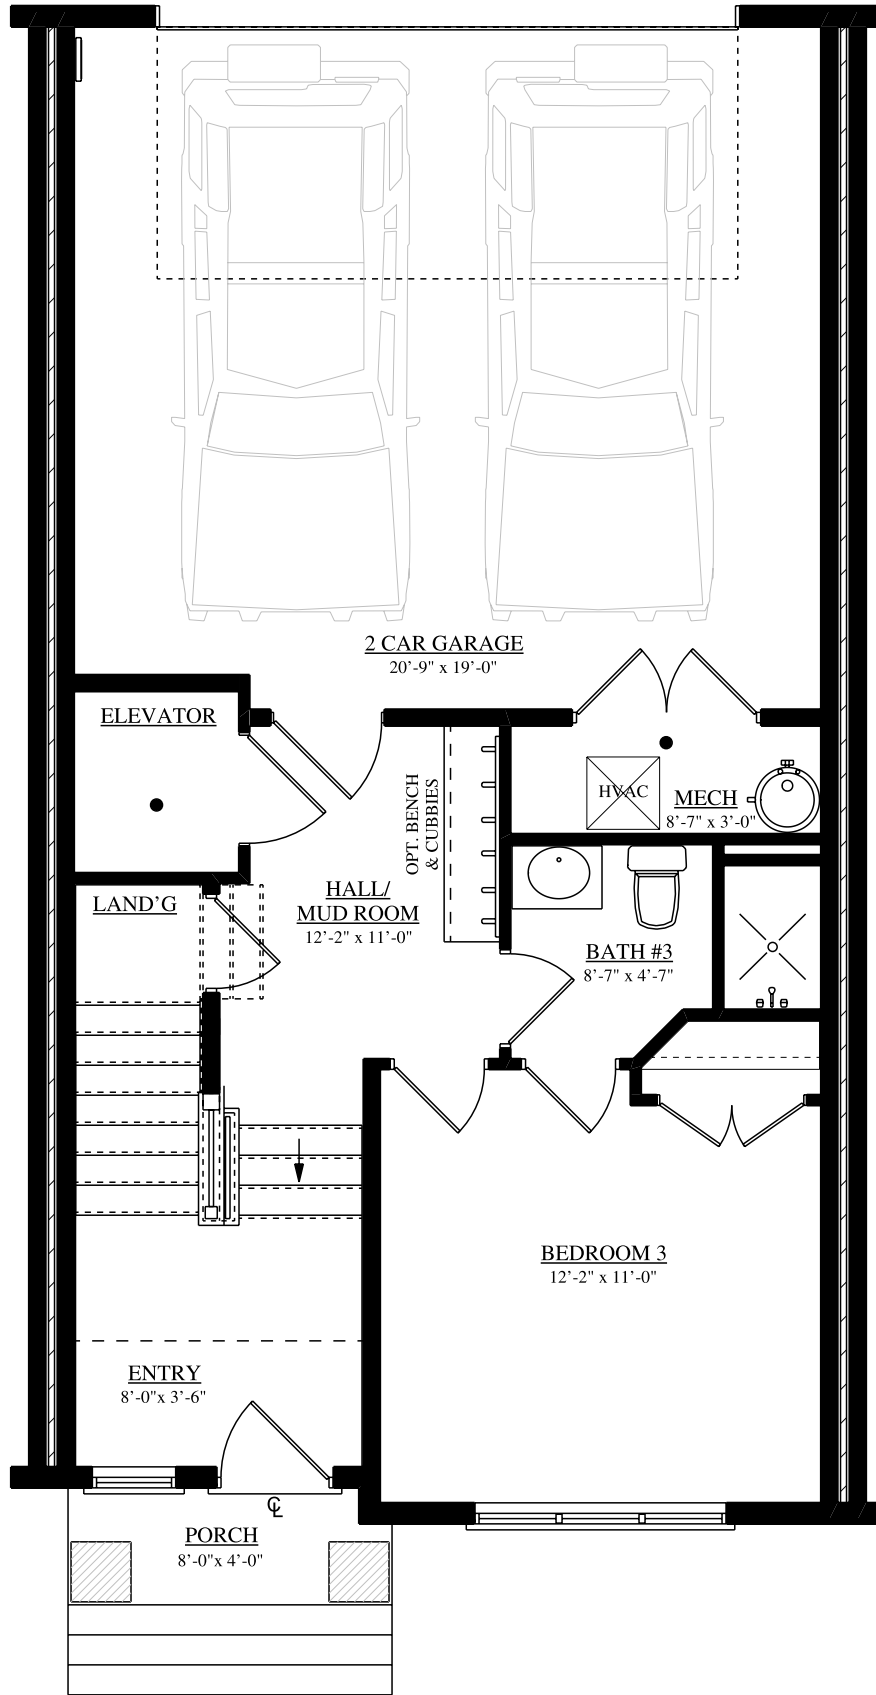 2 CAR GARAGE
20'-9" x 19'-0"
ELEVATOR
OPT. BENCH
& CUBBIES
HVAC
MECH
8'-7" x 3'-0"
LAND'G
HALL/
MUD ROOM
12'-2" x 11'-0"
BATH #3
8'-7" x 4'-7"
BEDROOM 3
12'-2" x 11'-0"
ENTRY
8'-0"x 3'-6"
℄
PORCH
8'-0"x 4'-0"